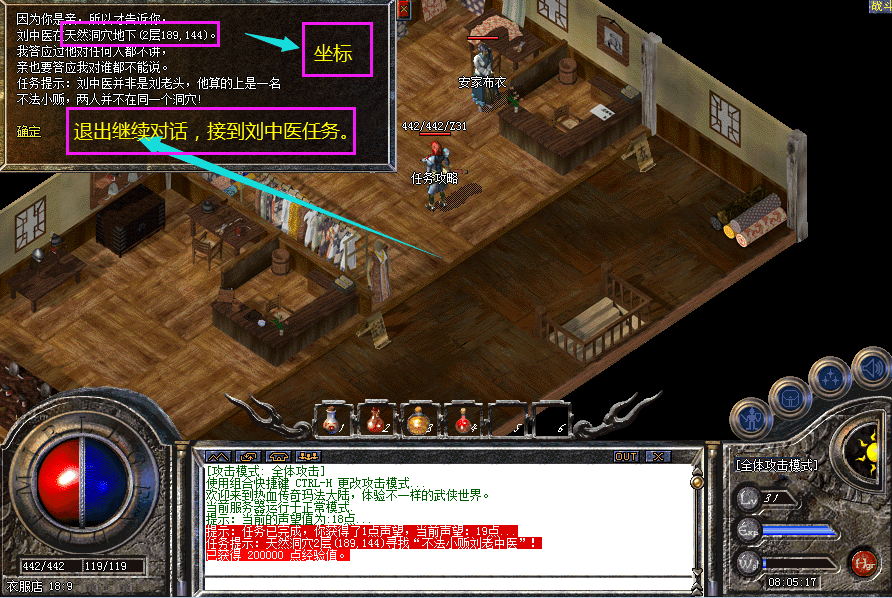 因为你是亲，所以才告诉你，
刘中医在天然洞穴地下(2层189,144)。
我答应过他对任何人都不讲，
亲也要答应我对谁都不能说。
任务提示：刘中医并非是刘老头，他算的上是一名
不法小贩，两人并不在同一个洞穴！
确定
坐标
退出继续对话，接到刘中医任务。
战斗
安家布衣
442/442/Z31
任务攻略
1
2
3
4
5
6
OUT
[攻击模式: 全体攻击]
使用组合快捷键 CTRL-H 更改攻击模式...
欢迎来到热血传奇玛法大陆，体验不一样的武侠世界。
当前服务器运行于正常模式.
提示：当前的声望值为:18点...
提示：任务已完成，你获得了1点声望，当前声望：19点...
任务提示：天然洞穴2层(189,144)寻找“不法小贩刘老中医”！
已获得 200000 点经验值。
442/442
119/119
衣服店 18:9
[全体攻击模式]
Lv 31
Exp
Wgt
Hgr
08:05:17